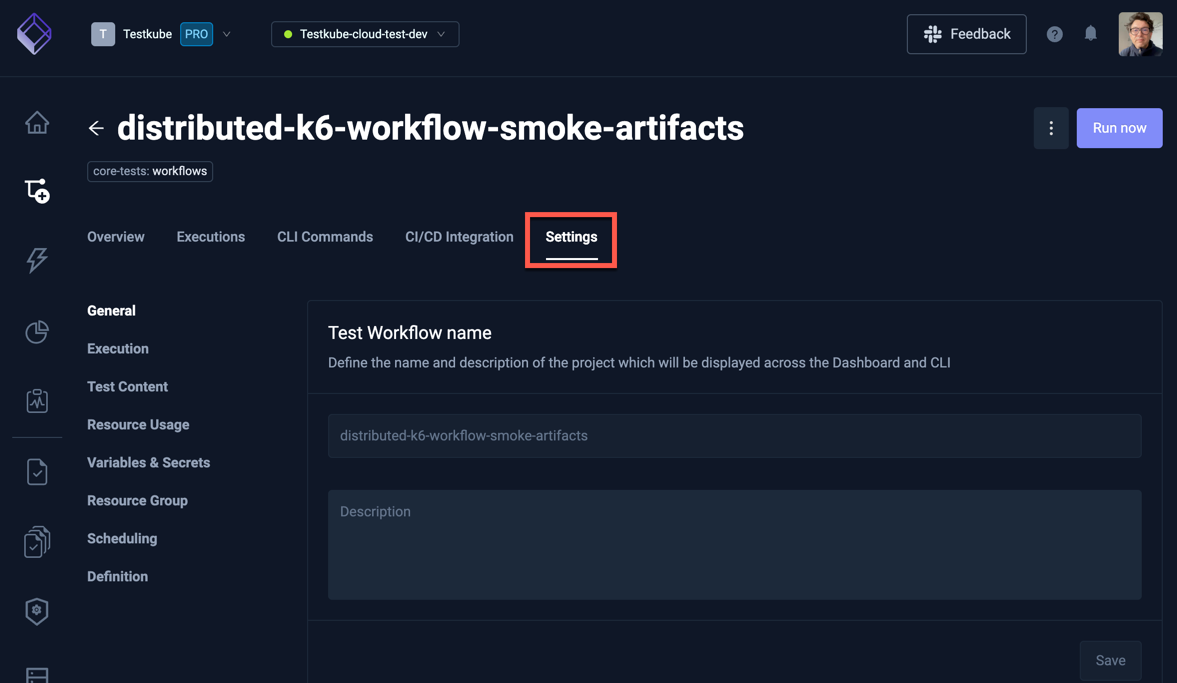 T Testkube PRO
Testkube-cloud-test-dev
Feedback
?
distributed-k6-workflow-smoke-artifacts
Run now
core-tests: workflows
Overview
Executions
CLI Commands
CI/CD Integration
Settings
General
Execution
Test Content
Resource Usage
Variables & Secrets
Resource Group
Scheduling
Definition
Test Workflow name
Define the name and description of the project which will be displayed across the Dashboard and CLI
distributed-k6-workflow-smoke-artifacts
Description
Save